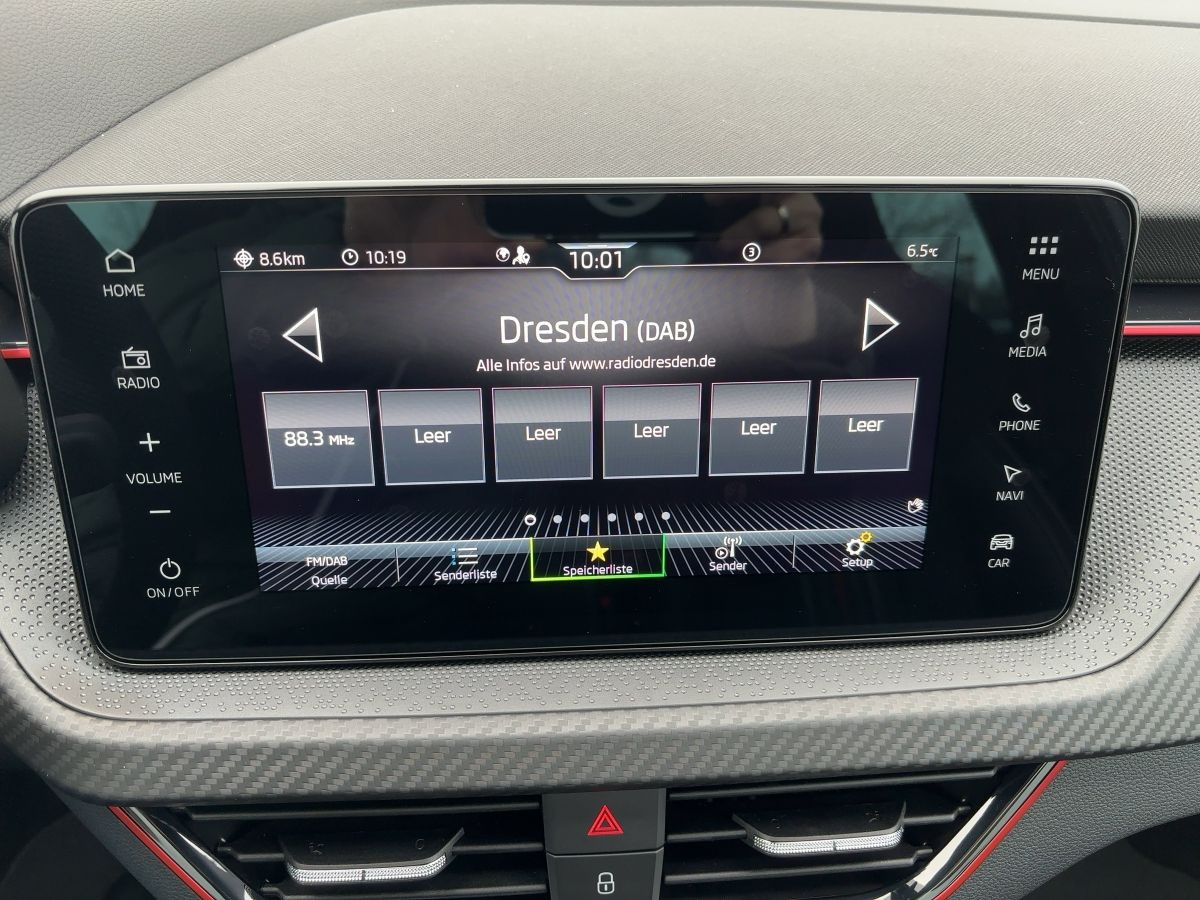 8.6km 10:19 10:01 3 6.5°C
HOME
RADIO
VOLUME
ON/OFF
Dresden (DAB)
Alle Infos auf www.radiodresden.de
88.3 MHz Leer Leer Leer Leer Leer
FM/DAB
Quelle Senderliste Speicherliste Sender Setup
MENU
MEDIA
PHONE
NAVI
CAR